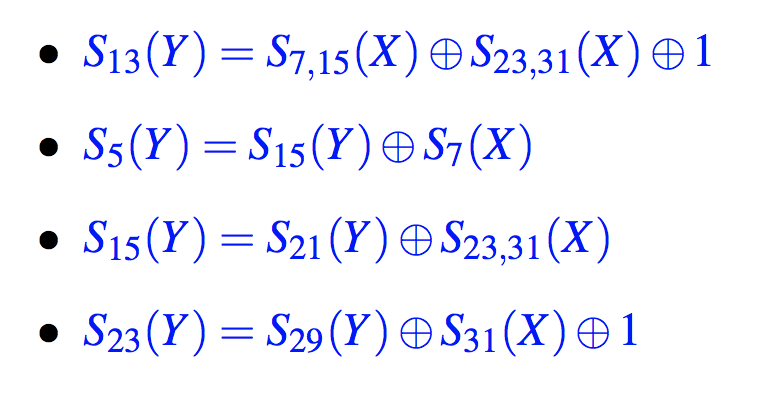 • S₁₃(Y) = S₇,₁₅(X) ⊕ S₂₃,₃₁(X) ⊕ 1
• S₅(Y) = S₁₅(Y) ⊕ S₇(X)
• S₁₅(Y) = S₂₁(Y) ⊕ S₂₃,₃₁(X)
• S₂₃(Y) = S₂₉(Y) ⊕ S₃₁(X) ⊕ 1